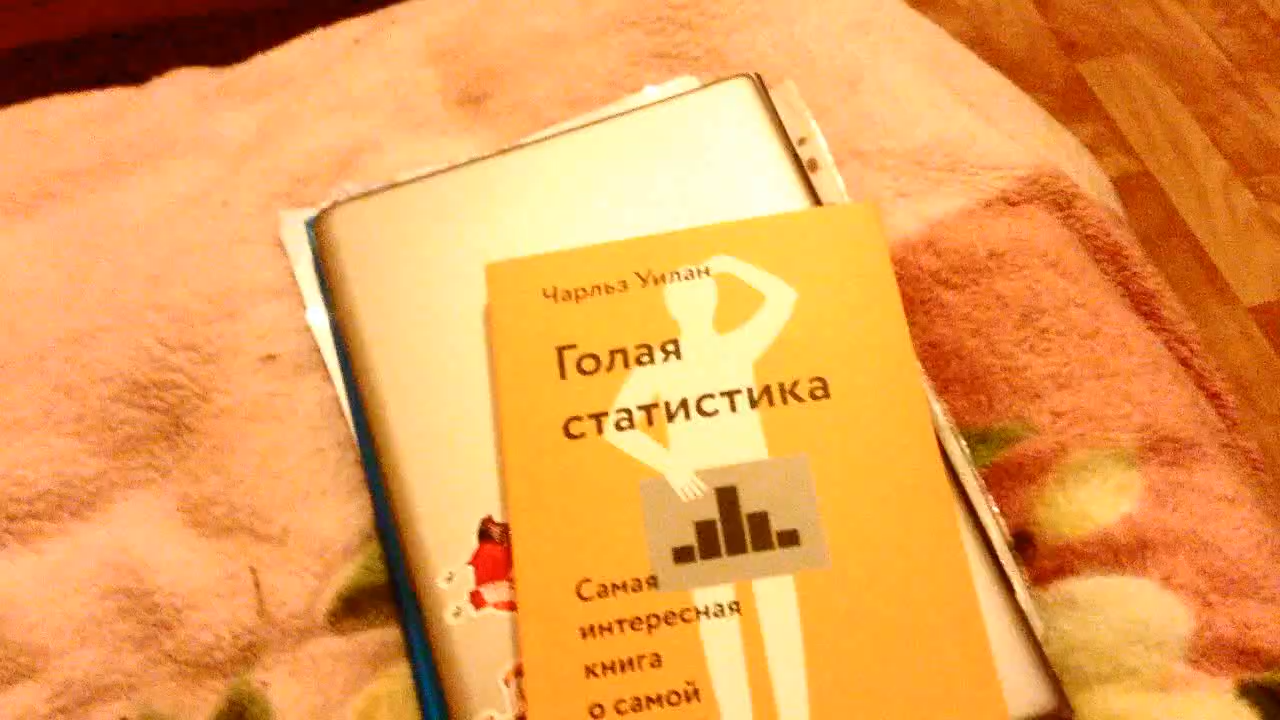 Чарльз Уилан
Голая
статистика
Самая
интересная
книга
о самой